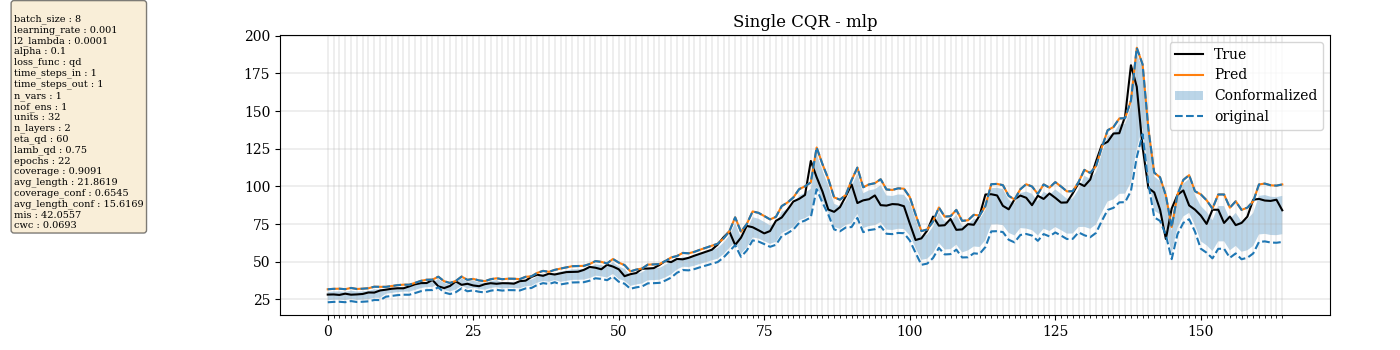 batch_size : 8
learning_rate : 0.001
l2_lambda : 0.0001
alpha : 0.1
loss_func : qd
time_steps_in : 1
time_steps_out : 1
n_vars : 1
nof_ens : 1
units : 32
n_layers : 2
eta_qd : 60
lamb_qd : 0.75
epochs : 22
coverage : 0.9091
avg_length : 21.8619
coverage_conf : 0.6545
avg_length_conf : 15.6169
mis : 42.0557
cwc : 0.0693
Single CQR - mlp
200
175
150
125
100
75
50
25
True
Pred
Conformalized
original
0 25 50 75 100 125 150